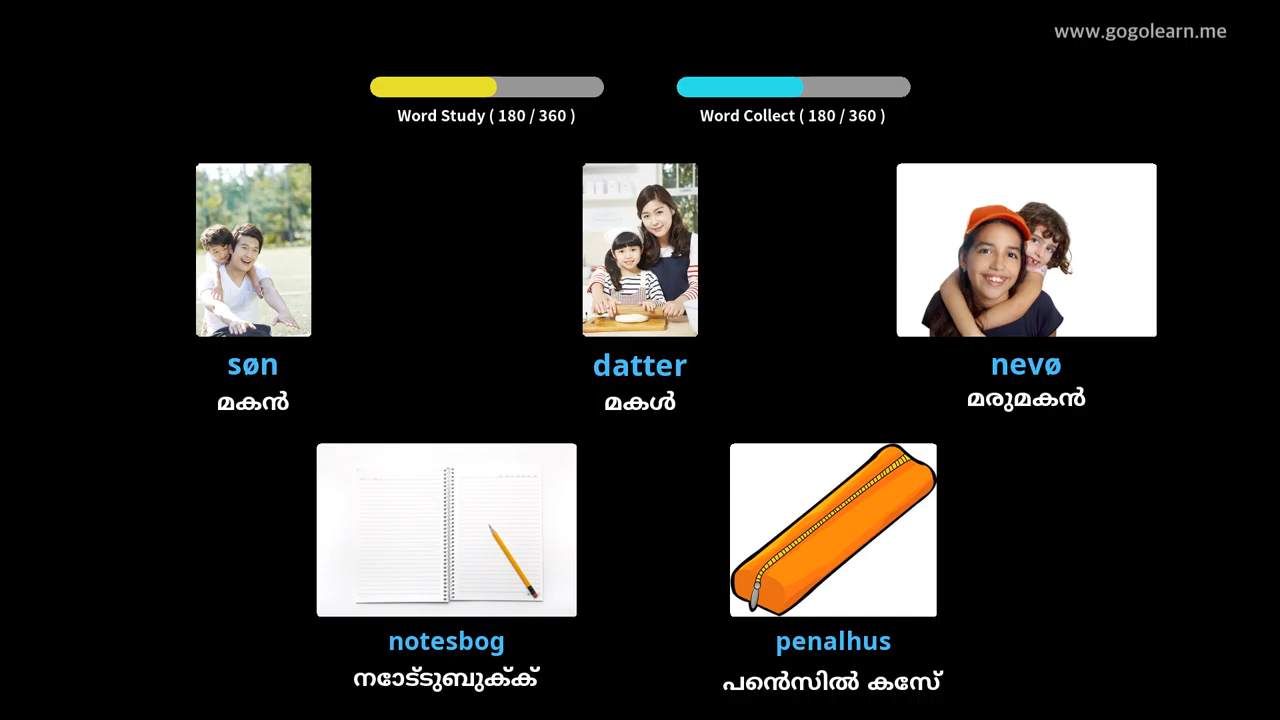 www.gogolearn.me
Word Study ( 180 / 360 )
Word Collect ( 180 / 360 )
søn
മകൻ
datter
മകൾ
nevø
മരുമകൻ
notesbog
നോട്ടുബുക്ക്
penalhus
പെൻസിൽ കേസ്